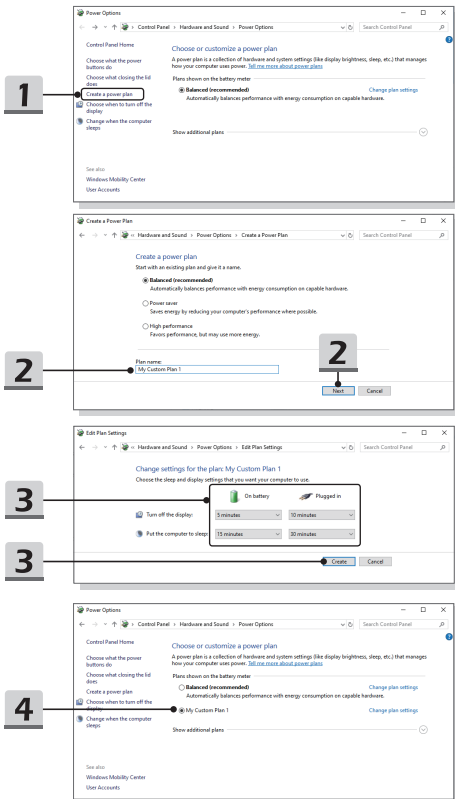 Power Options
Control Panel › Hardware and Sound › Power Options
Search Control Panel
Control Panel Home
Choose what the power
buttons do
Choose what closing the lid
does
Create a power plan
Choose when to turn off the
display
Change when the computer
sleeps
See also
Windows Mobility Center
User Accounts
Choose or customize a power plan
A power plan is a collection of hardware and system settings (like display brightness, sleep, etc.) that manages
how your computer uses power. Tell me more about power plans
Plans shown on the battery meter
Balanced (recommended) Change plan settings
Automatically balances performance with energy consumption on capable hardware.
Show additional plans
1
Create a Power Plan
« Hardware and Sound › Power Options › Create a Power Plan
Search Control Panel
Create a power plan
Start with an existing plan and give it a name.
Balanced (recommended)
Automatically balances performance with energy consumption on capable hardware.
Power saver
Saves energy by reducing your computer's performance where possible.
High performance
Favors performance, but may use more energy.
Plan name:
My Custom Plan 1
2
2
Next Cancel
Edit Plan Settings
« Hardware and Sound › Power Options › Edit Plan Settings
Search Control Panel
Change settings for the plan: My Custom Plan 1
Choose the sleep and display settings that you want your computer to use.
On battery Plugged in
Turn off the display: 5 minutes 10 minutes
Put the computer to sleep: 15 minutes 30 minutes
3
3
Create Cancel
Power Options
Control Panel › Hardware and Sound › Power Options
Search Control Panel
Control Panel Home
Choose what the power
buttons do
Choose what closing the lid
does
Create a power plan
Choose when to turn off the
display
Change when the computer
sleeps
See also
Windows Mobility Center
User Accounts
Choose or customize a power plan
A power plan is a collection of hardware and system settings (like display brightness, sleep, etc.) that manages
how your computer uses power. Tell me more about power plans
Plans shown on the battery meter
Balanced (recommended) Change plan settings
Automatically balances performance with energy consumption on capable hardware.
My Custom Plan 1 Change plan settings
Show additional plans
4